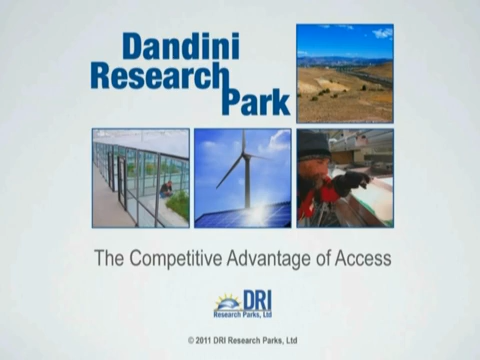 Dandini
Research
Park
The Competitive Advantage of Access
DRI
Research Parks, Ltd
© 2011 DRI Research Parks, Ltd